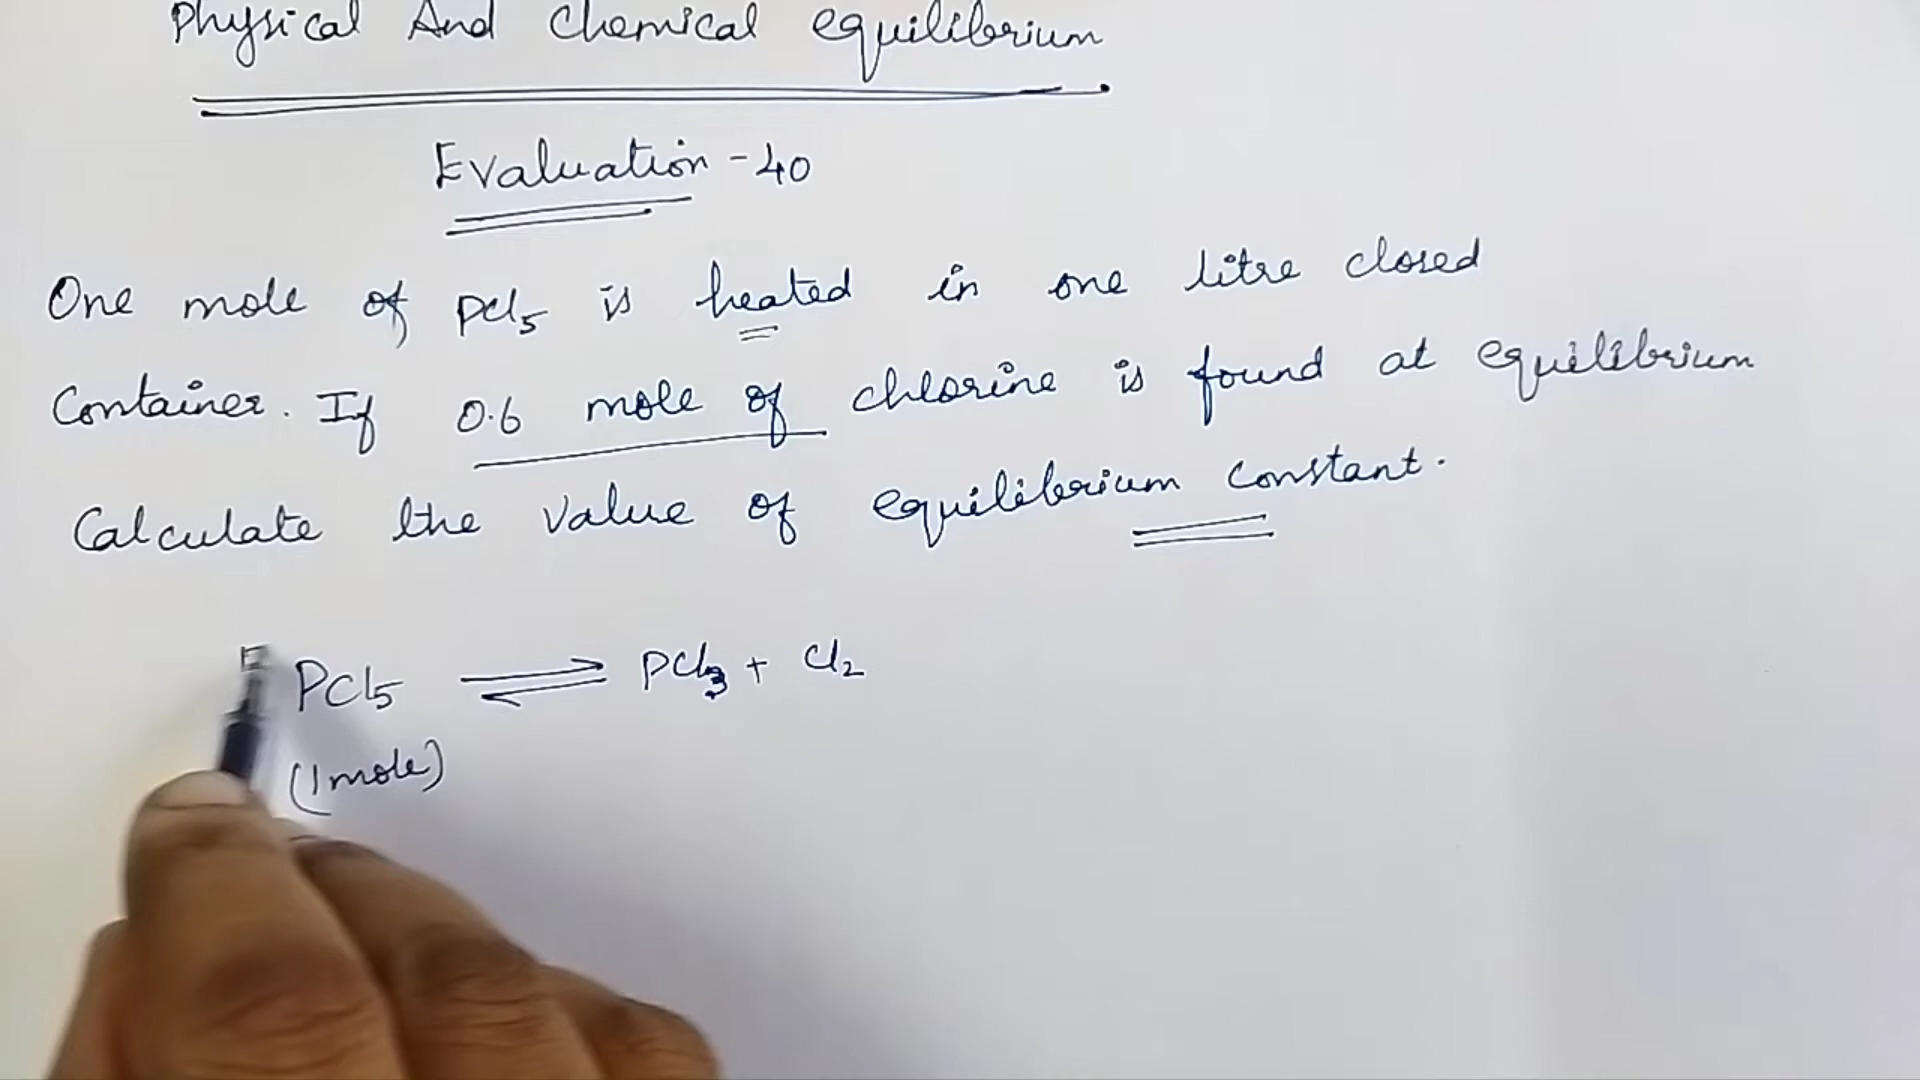 Physical And Chemical equilibrium
Evaluation - 40
One mole of PCl5 is heated in one litre closed
Container. If 0.6 mole of chlorine is found at equilibrium
Calculate the value of equilibrium constant.
PCl5 ⇌ PCl3 + Cl2
(1 mole)